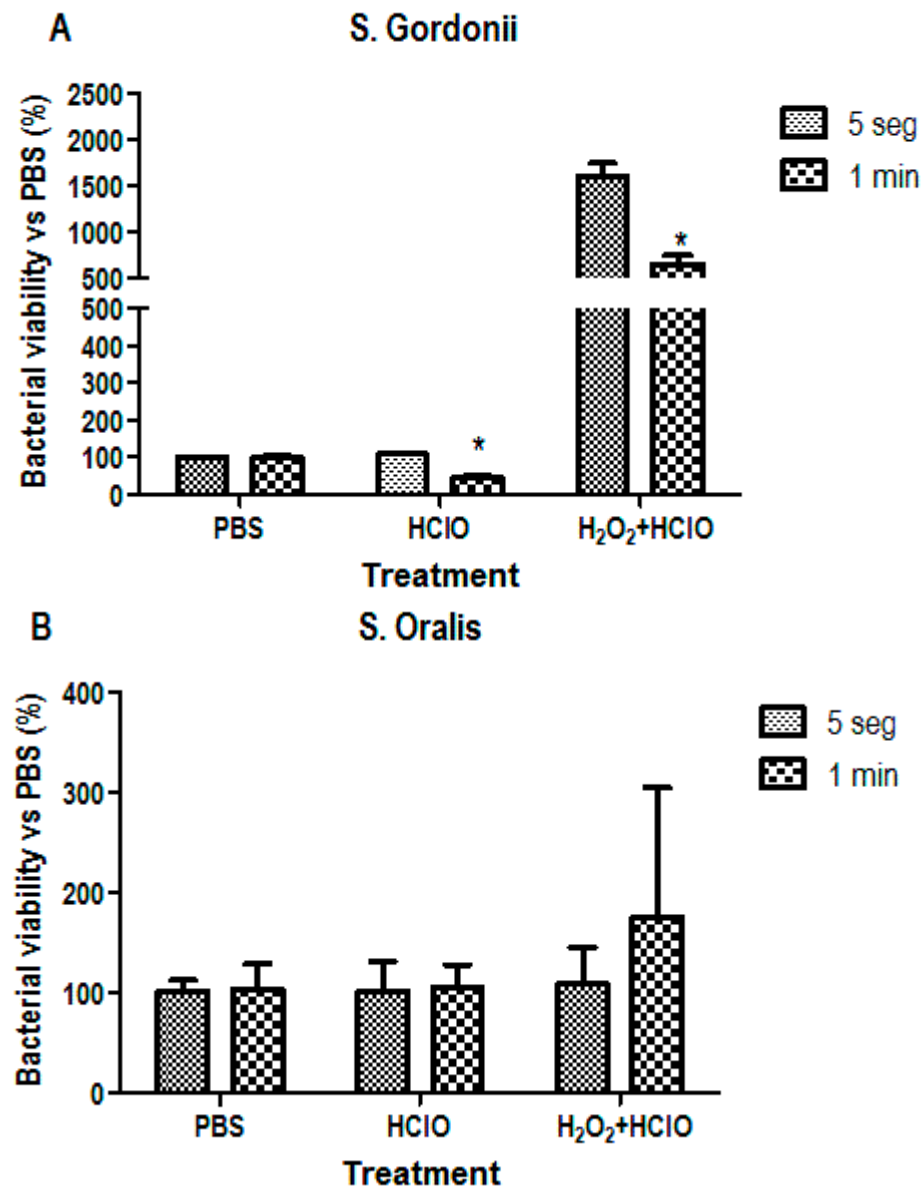 A
S. Gordonii
Bacterial viability vs PBS (%)
2500
2000
1500
1000
500
500
400
300
200
100
0
*
*
5 seg
1 min
PBS
HClO
H₂O₂+HClO
Treatment
B
S. Oralis
Bacterial viability vs PBS (%)
400
300
200
100
0
5 seg
1 min
PBS
HClO
H₂O₂+HClO
Treatment